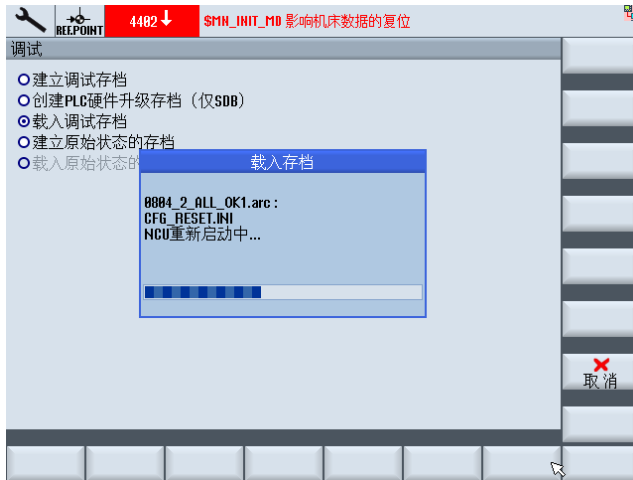 REF.POINT
4402↓ $MN_INIT_MD 影响机床数据的复位
调试
建立调试存档
创建PLC硬件升级存档（仅SDB）
载入调试存档
建立原始状态的存档
载入原始状态的
载入存档
0804_2_ALL_OK1.arc :
CFG_RESET.INI
NCU重新启动中...
取消